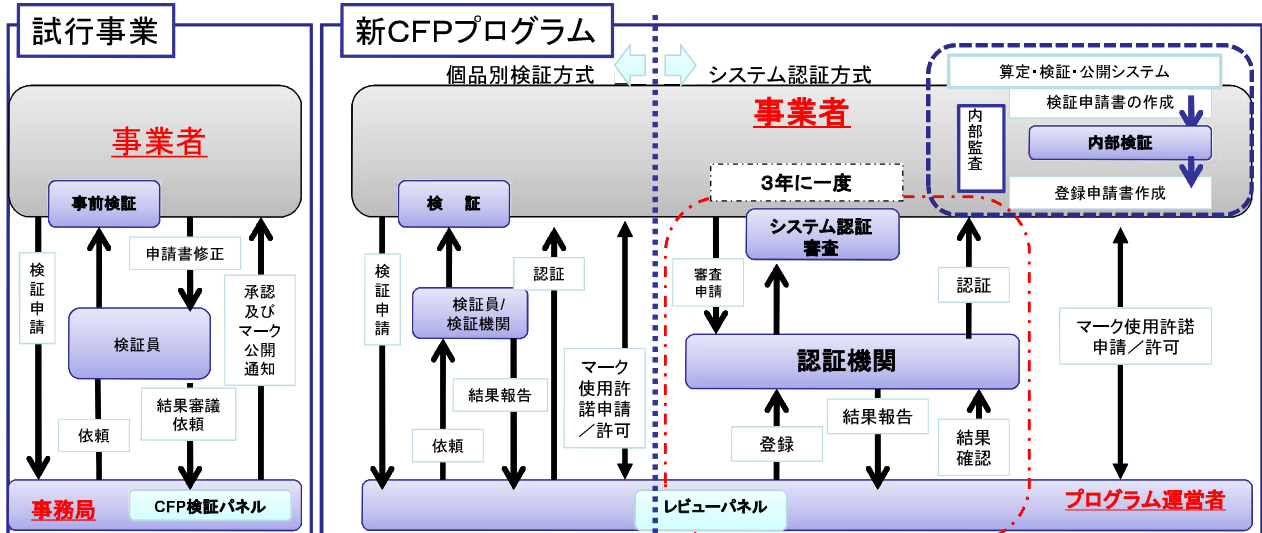 試行事業
事業者
事前検証
検証申請
申請書修正
承認
及び
マーク
公開
通知
検証員
依頼
結果審議
依頼
事務局
CFP検証パネル
新CFPプログラム
個品別検証方式
システム認証方式
事業者
算定・検証・公開システム
検証申請書の作成
内部監査
内部検証
登録申請書作成
3年に一度
検　証
検証申請
検証員/
検証機関
認証
結果報告
依頼
マーク
使用許
諾申請
／許可
システム認証
審査
審査
申請
認証
認証機関
登録
結果報告
結果
確認
マーク使用許諾
申請／許可
レビューパネル
プログラム運営者